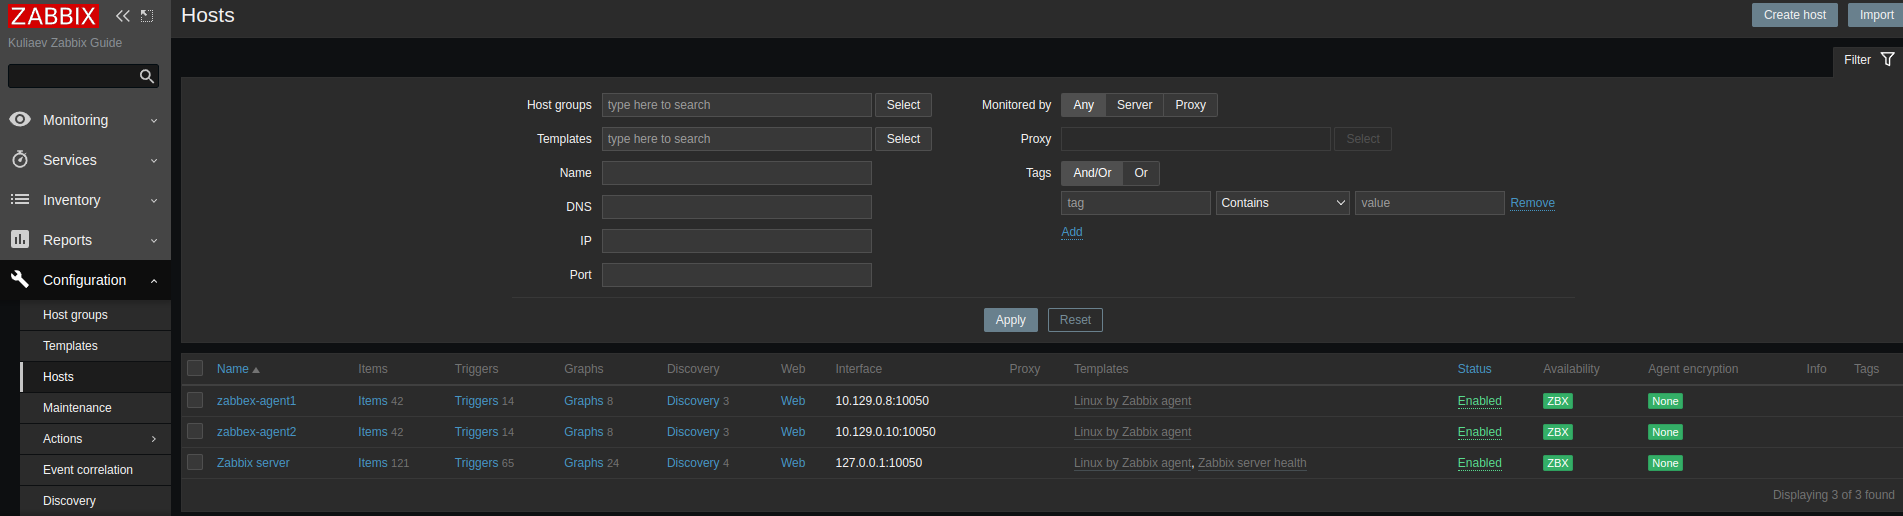 ZABBIX
Kuliaev Zabbix Guide
Monitoring
Services
Inventory
Reports
Configuration
Host groups
Templates
Hosts
Maintenance
Actions
Event correlation
Discovery
Hosts
Create host Import
Filter
Host groups type here to search Select
Templates type here to search Select
Name
DNS
IP
Port
Monitored by Any Server Proxy
Proxy Select
Tags And/Or Or
tag Contains value Remove
Add
Apply Reset
Name Items Triggers Graphs Discovery Web Interface Proxy Templates Status Availability Agent encryption Info Tags
zabbex-agent1 Items 42 Triggers 14 Graphs 8 Discovery 3 Web 10.129.0.8:10050 Linux by Zabbix agent Enabled ZBX None
zabbex-agent2 Items 42 Triggers 14 Graphs 8 Discovery 3 Web 10.129.0.10:10050 Linux by Zabbix agent Enabled ZBX None
Zabbix server Items 121 Triggers 65 Graphs 24 Discovery 4 Web 127.0.0.1:10050 Linux by Zabbix agent, Zabbix server health Enabled ZBX None
Displaying 3 of 3 found